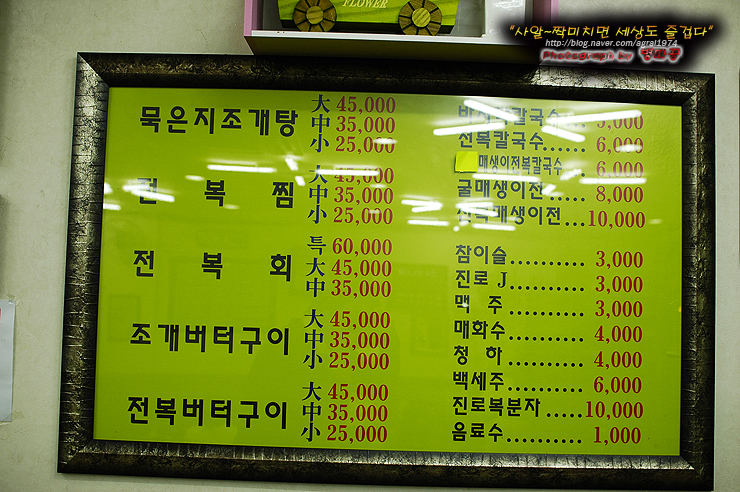 FLOWER
"사알~짝미치면 세상도 즐겁다"
http://blog.naver.com/agral1974
Photograph by
묵은지조개탕 大 45,000
中 35,000
小 25,000
전 복 찜 大 45,000
中 35,000
小 25,000
전 복 회 특 60,000
大 45,000
中 35,000
조개버터구이 大 45,000
中 35,000
小 25,000
전복버터구이 大 45,000
中 35,000
小 25,000
5,000
전복칼국수...... 6,000
매생이전복칼국수... 6,000
굴매생이전...... 8,000
10,000
참이슬.......... 3,000
진로 J........... 3,000
맥 주........... 3,000
매화수.......... 4,000
청 하........... 4,000
백세주.......... 6,000
진로복분자.....10,000
음료수.......... 1,000